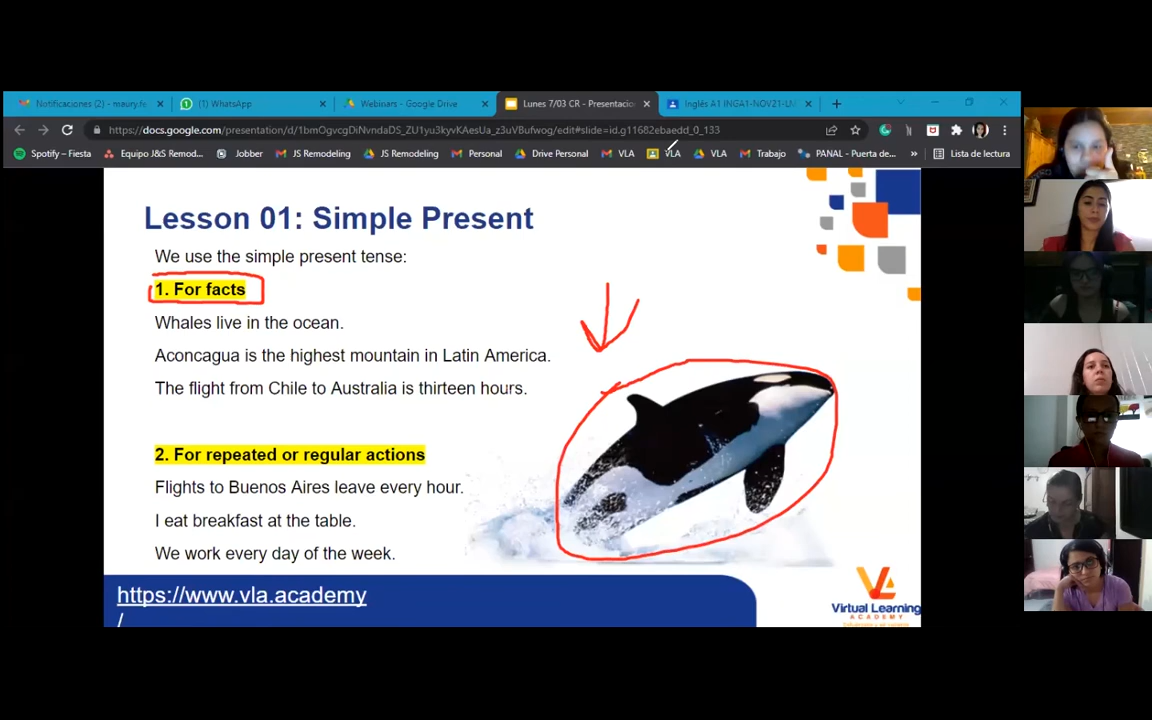 Notificaciones (2) - maury.fe
(1) WhatsApp
Webinars - Google Drive
Lunes 7/03 CR - Presentacio
Inglés A1 INGA1-NOV21-LM
https://docs.google.com/presentation/d/1bmOgvcgDiNvndaDS_ZU1yu3kyvKAesUa_z3uVBufwog/edit#slide=id.g11682ebaedd_0_133
Spotify – Fiesta
Equipo J&S Remod...
Jobber
JS Remodeling
JS Remodeling
Personal
Drive Personal
VLA
VLA
VLA
Trabajo
PANAL - Puerta de...
»
Lista de lectura
Lesson 01: Simple Present
We use the simple present tense:
1. For facts
Whales live in the ocean.
Aconcagua is the highest mountain in Latin America.
The flight from Chile to Australia is thirteen hours.
2. For repeated or regular actions
Flights to Buenos Aires leave every hour.
I eat breakfast at the table.
We work every day of the week.
https://www.vla.academy
/
VLA
Virtual Learning
ACADEMY